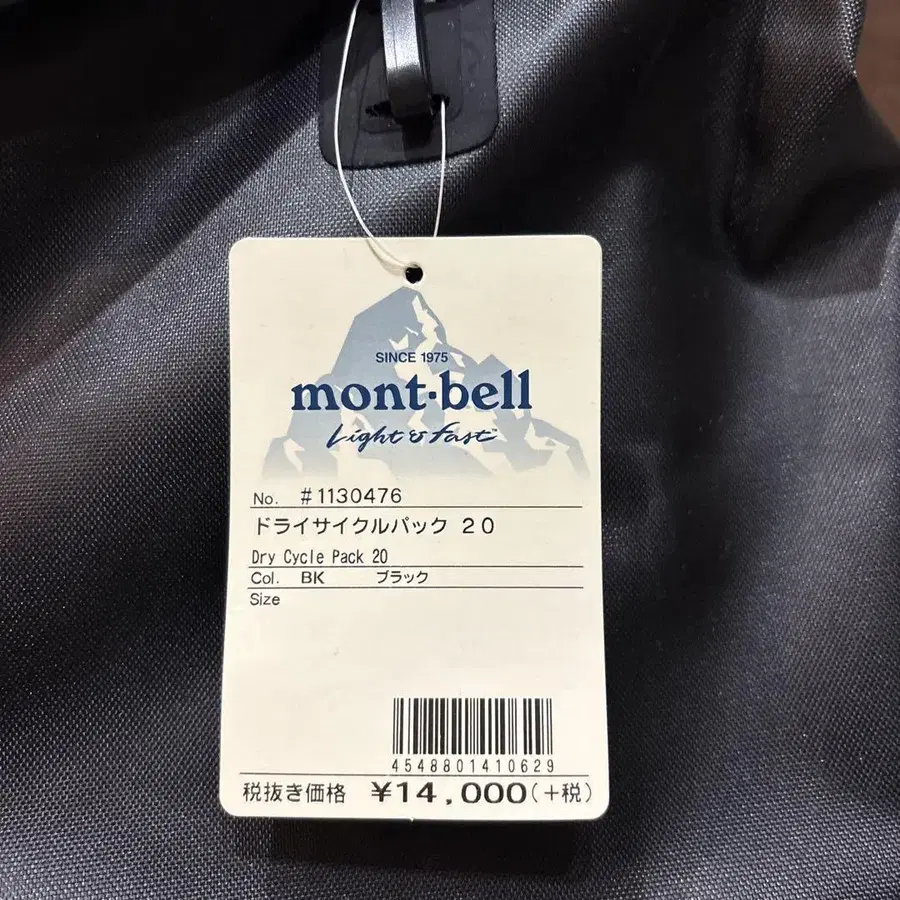 SINCE 1975
mont·bell
Light & Fast™
No. #1130476
ドライサイクルパック 20
Dry Cycle Pack 20
Col. BK ブラック
Size
4548801410629
税抜き価格 ¥14,000(+税)